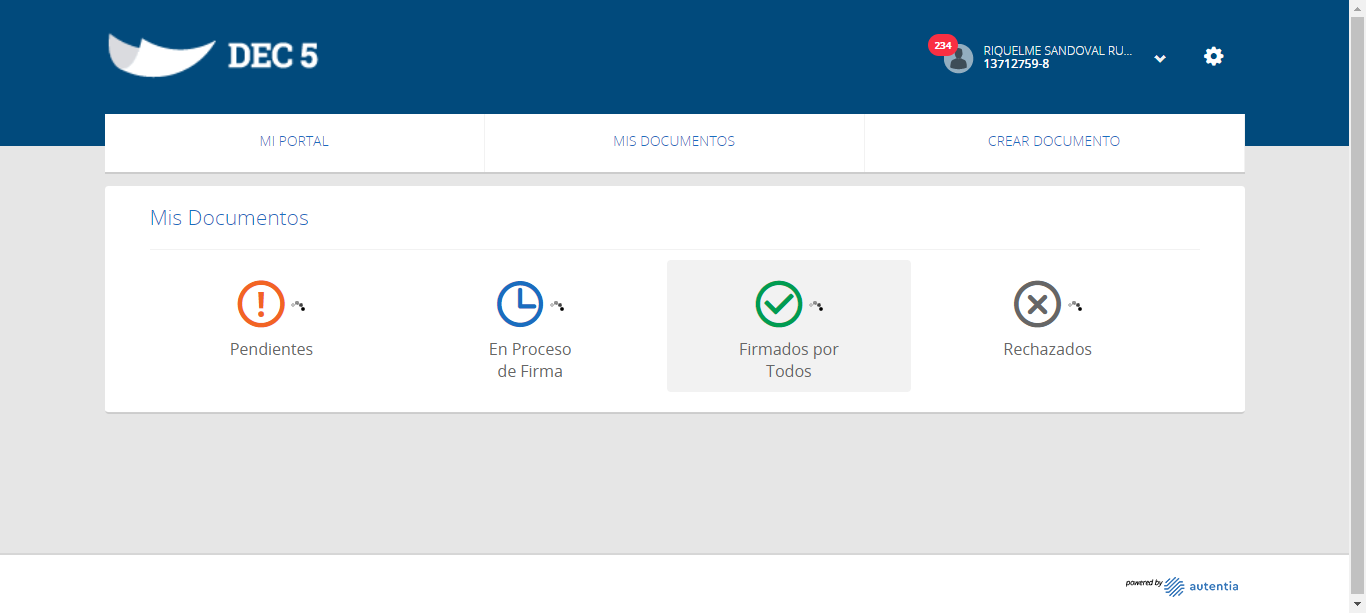 DEC 5
234
RIQUELME SANDOVAL RU...
13712759-8
MI PORTAL
MIS DOCUMENTOS
CREAR DOCUMENTO
Mis Documentos
Pendientes
En Proceso
de Firma
Firmados por
Todos
Rechazados
powered by
autentia